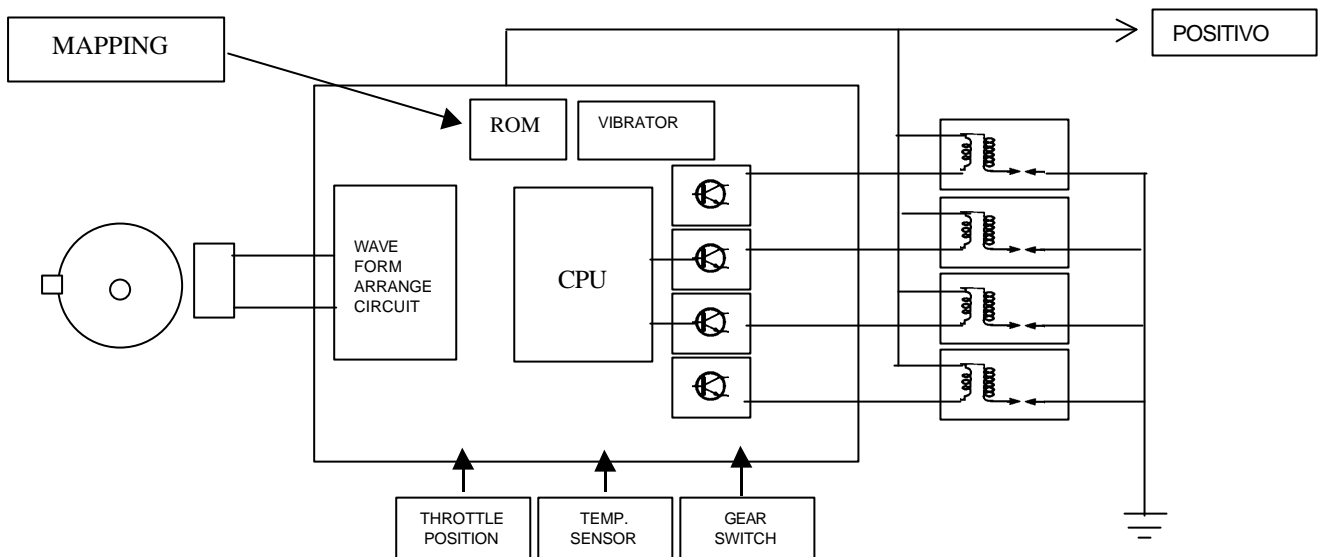 MAPPING
POSITIVO
ROM
VIBRATOR
WAVE
FORM
ARRANGE
CIRCUIT
CPU
THROTTLE
POSITION
TEMP.
SENSOR
GEAR
SWITCH